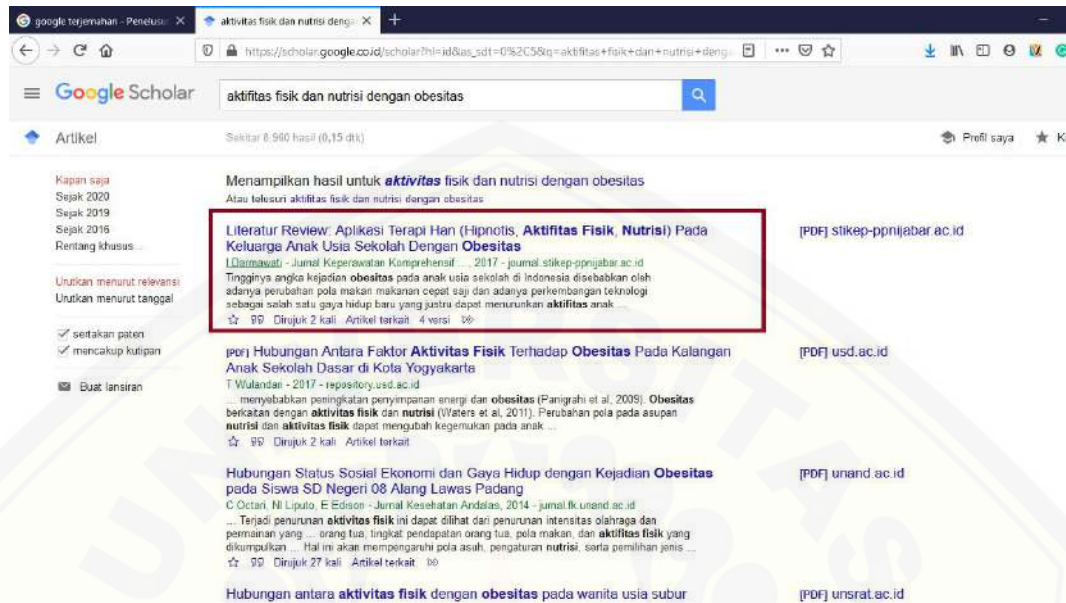 google terjemahan - Penelusur
aktivitas fisik dan nutrisi denga
https://scholar.google.co.id/scholar?hl=id&as_sdt=0%2C5&q=aktifitas+fisik+dan+nutrisi+deng
Google Scholar
aktifitas fisik dan nutrisi dengan obesitas
Artikel
Sekitar 6.960 hasil (0,15 dtk)
Profil saya
Kapan saja
Sejak 2020
Sejak 2019
Sejak 2016
Rentang khusus...
Urutkan menurut relevansi
Urutkan menurut tanggal
sertakan paten
mencakup kutipan
Buat lansiran
Menampilkan hasil untuk aktivitas fisik dan nutrisi dengan obesitas
Atau telusuri aktifitas fisik dan nutrisi dengan obesitas
Literatur Review: Aplikasi Terapi Han (Hipnotis, Aktifitas Fisik, Nutrisi) Pada
Keluarga Anak Usia Sekolah Dengan Obesitas
I Darmawati - Jurnal Keperawatan Komprehensif ..., 2017 - journal.stikep-ppnijabar.ac.id
Tingginya angka kejadian obesitas pada anak usia sekolah di Indonesia disebabkan oleh
adanya perubahan pola makan makanan cepat saji dan adanya perkembangan teknologi
sebagai salah satu gaya hidup baru yang justru dapat menurunkan aktifitas anak ...
Dirujuk 2 kali Artikel terkait 4 versi
[PDF] stikep-ppnijabar.ac.id
[PDF] Hubungan Antara Faktor Aktivitas Fisik Terhadap Obesitas Pada Kalangan
Anak Sekolah Dasar di Kota Yogyakarta
T Wulandari - 2017 - repository.usd.ac.id
... menyebabkan peningkatan penyimpanan energi dan obesitas (Panigrahi et al, 2009). Obesitas
berkaitan dengan aktivitas fisik dan nutrisi (Waters et al, 2011). Perubahan pola pada asupan
nutrisi dan aktivitas fisik dapat mengubah kegemukan pada anak ...
Dirujuk 2 kali Artikel terkait
[PDF] usd.ac.id
Hubungan Status Sosial Ekonomi dan Gaya Hidup dengan Kejadian Obesitas
pada Siswa SD Negeri 08 Alang Lawas Padang
C Octari, NI Liputo, E Edison - Jurnal Kesehatan Andalas, 2014 - jurnal.fk.unand.ac.id
... Terjadi penurunan aktivitas fisik ini dapat dilihat dari penurunan intensitas olahraga dan
permainan yang ... orang tua, tingkat pendapatan orang tua, pola makan, dan aktifitas fisik yang
dikumpulkan ... Hal ini akan mempengaruhi pola asuh, pengaturan nutrisi, serta pemilihan jenis ...
Dirujuk 27 kali Artikel terkait
[PDF] unand.ac.id
Hubungan antara aktivitas fisik dengan obesitas pada wanita usia subur
[PDF] unsrat.ac.id